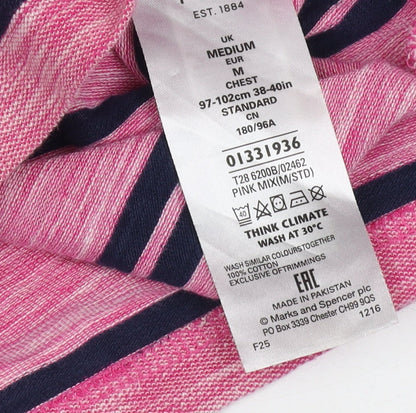 EST. 1884
UK
MEDIUM
EUR
M
CHEST
97-102cm 38-40in
STANDARD
CN
180/96A
01331936
T28 6200B/02462
PINK MIX(M/STD)
40
THINK CLIMATE
WASH AT 30°C
WASH SIMILAR COLOURS TOGETHER
100% COTTON
EXCLUSIVE OF TRIMMINGS
EAC
MADE IN PAKISTAN
© Marks and Spencer plc
PO Box 3339 Chester CH99 9QS
F25 1216